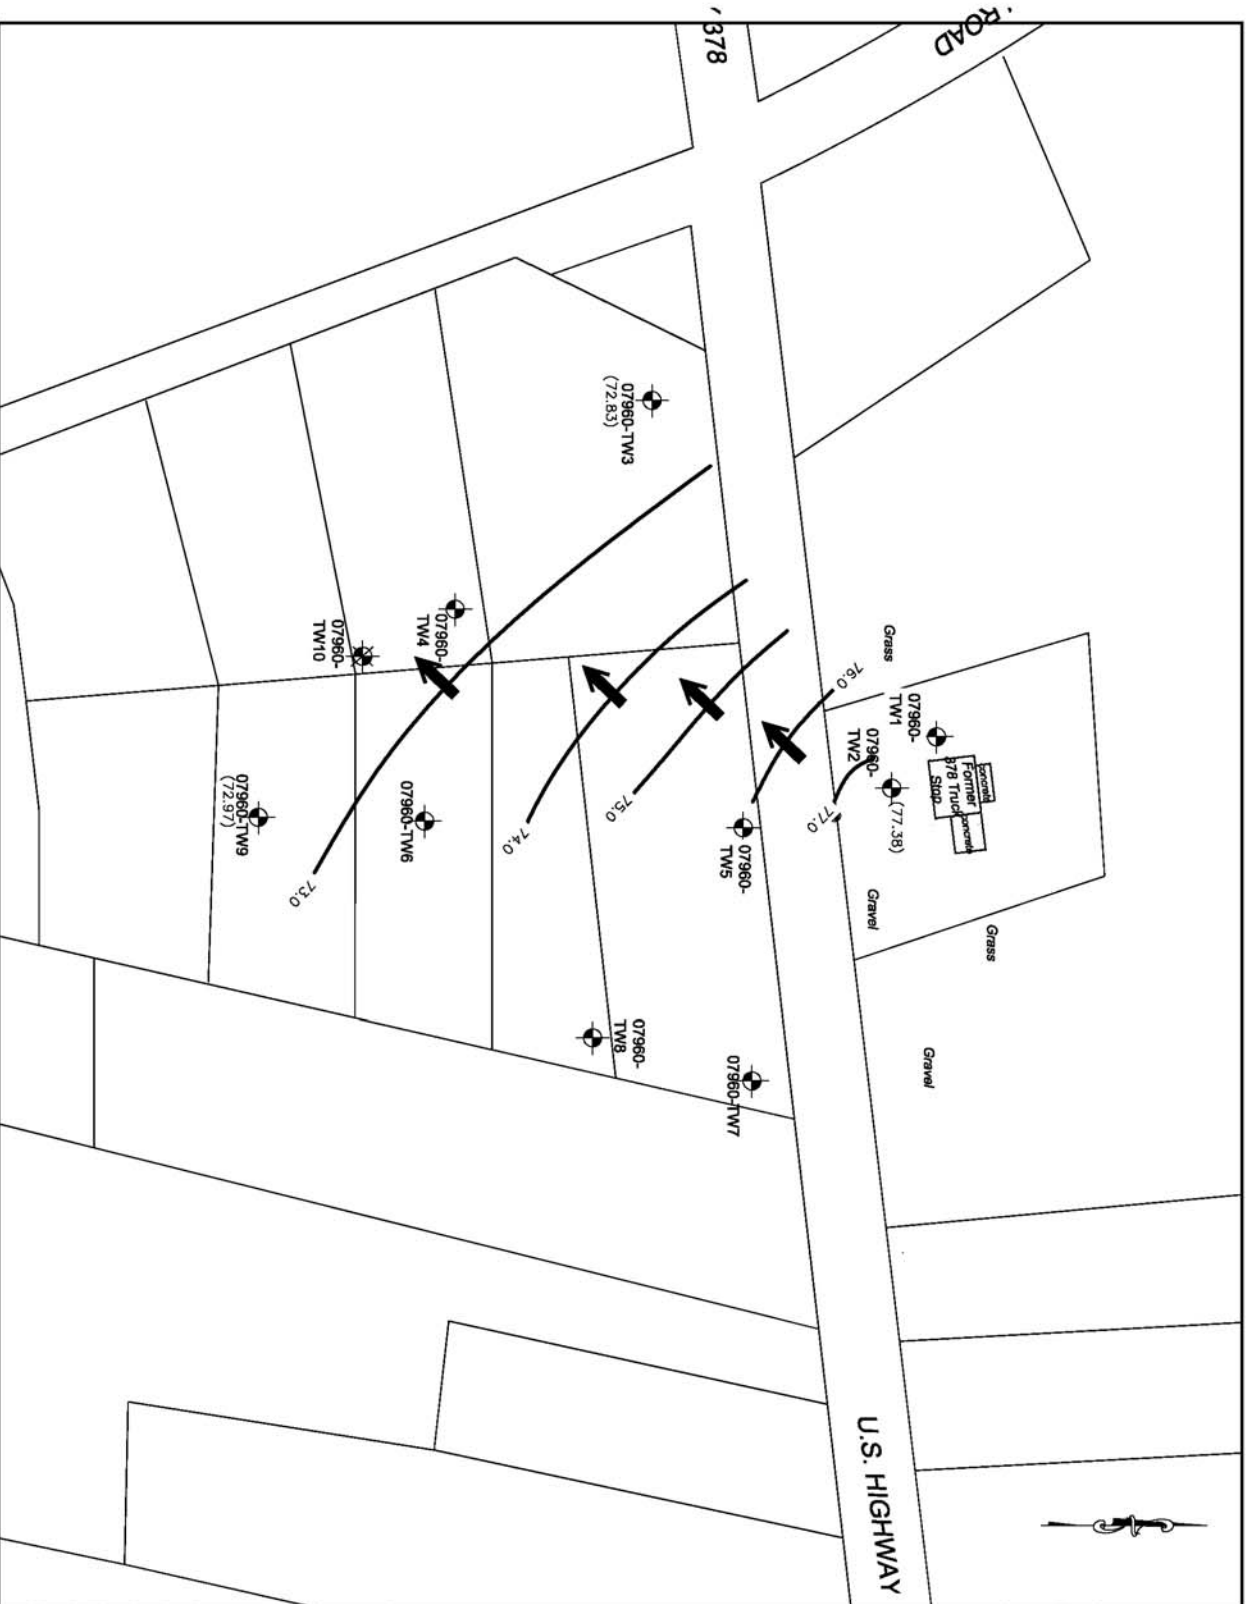 ROAD
378
Grass
76.0
07960-
TW1
07960-
TW2
(77.38)
concrete
Former
378 Truck
Stop
concrete
77.0
07960-
TW5
Gravel
Grass
Gravel
07960-TW3
(72.83)
07960-
TW4
07960-
TW10
75.0
74.0
73.0
07960-TW6
07960-TW9
(72.97)
07960-
TW8
07960-TW7
U.S. HIGHWAY